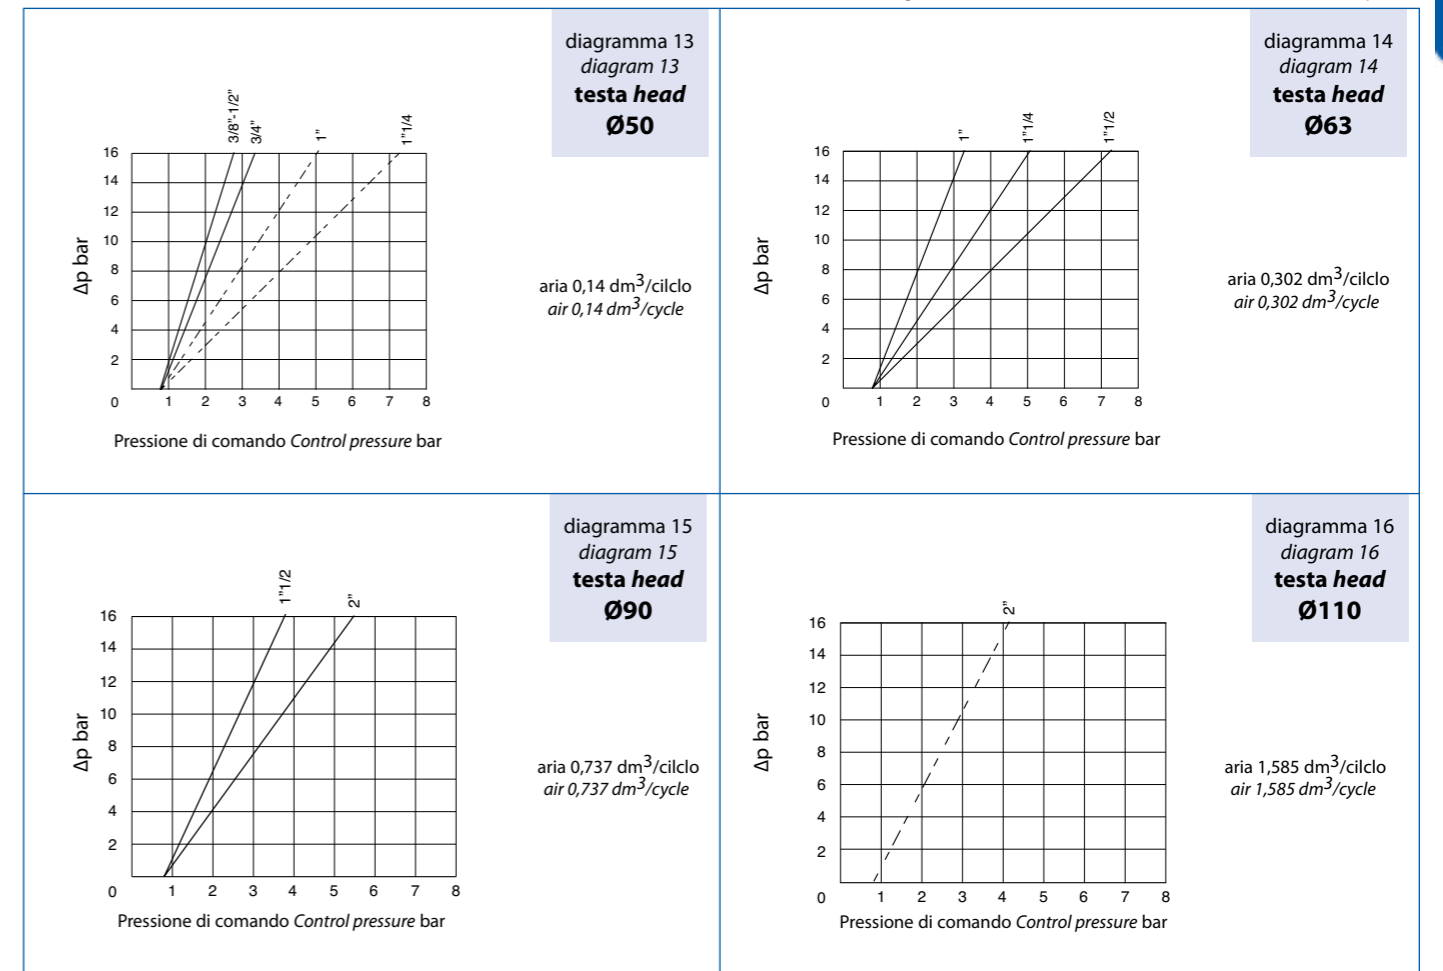 diagramma 13
diagram 13
testa head
Ø50
3/8"-1/2"
3/4"
1"
1"1/4
16
14
12
10
8
6
4
2
0
1 2 3 4 5 6 7 8
Δp bar
Pressione di comando Control pressure bar
aria 0,14 dm3/cilclo
air 0,14 dm3/cycle
diagramma 14
diagram 14
testa head
Ø63
1"
1"1/4
1"1/2
16
14
12
10
8
6
4
2
0
1 2 3 4 5 6 7 8
Δp bar
Pressione di comando Control pressure bar
aria 0,302 dm3/cilclo
air 0,302 dm3/cycle
diagramma 15
diagram 15
testa head
Ø90
1"1/2
2"
16
14
12
10
8
6
4
2
0
1 2 3 4 5 6 7 8
Δp bar
Pressione di comando Control pressure bar
aria 0,737 dm3/cilclo
air 0,737 dm3/cycle
diagramma 16
diagram 16
testa head
Ø110
2"
16
14
12
10
8
6
4
2
0
1 2 3 4 5 6 7 8
Δp bar
Pressione di comando Control pressure bar
aria 1,585 dm3/cilclo
air 1,585 dm3/cycle